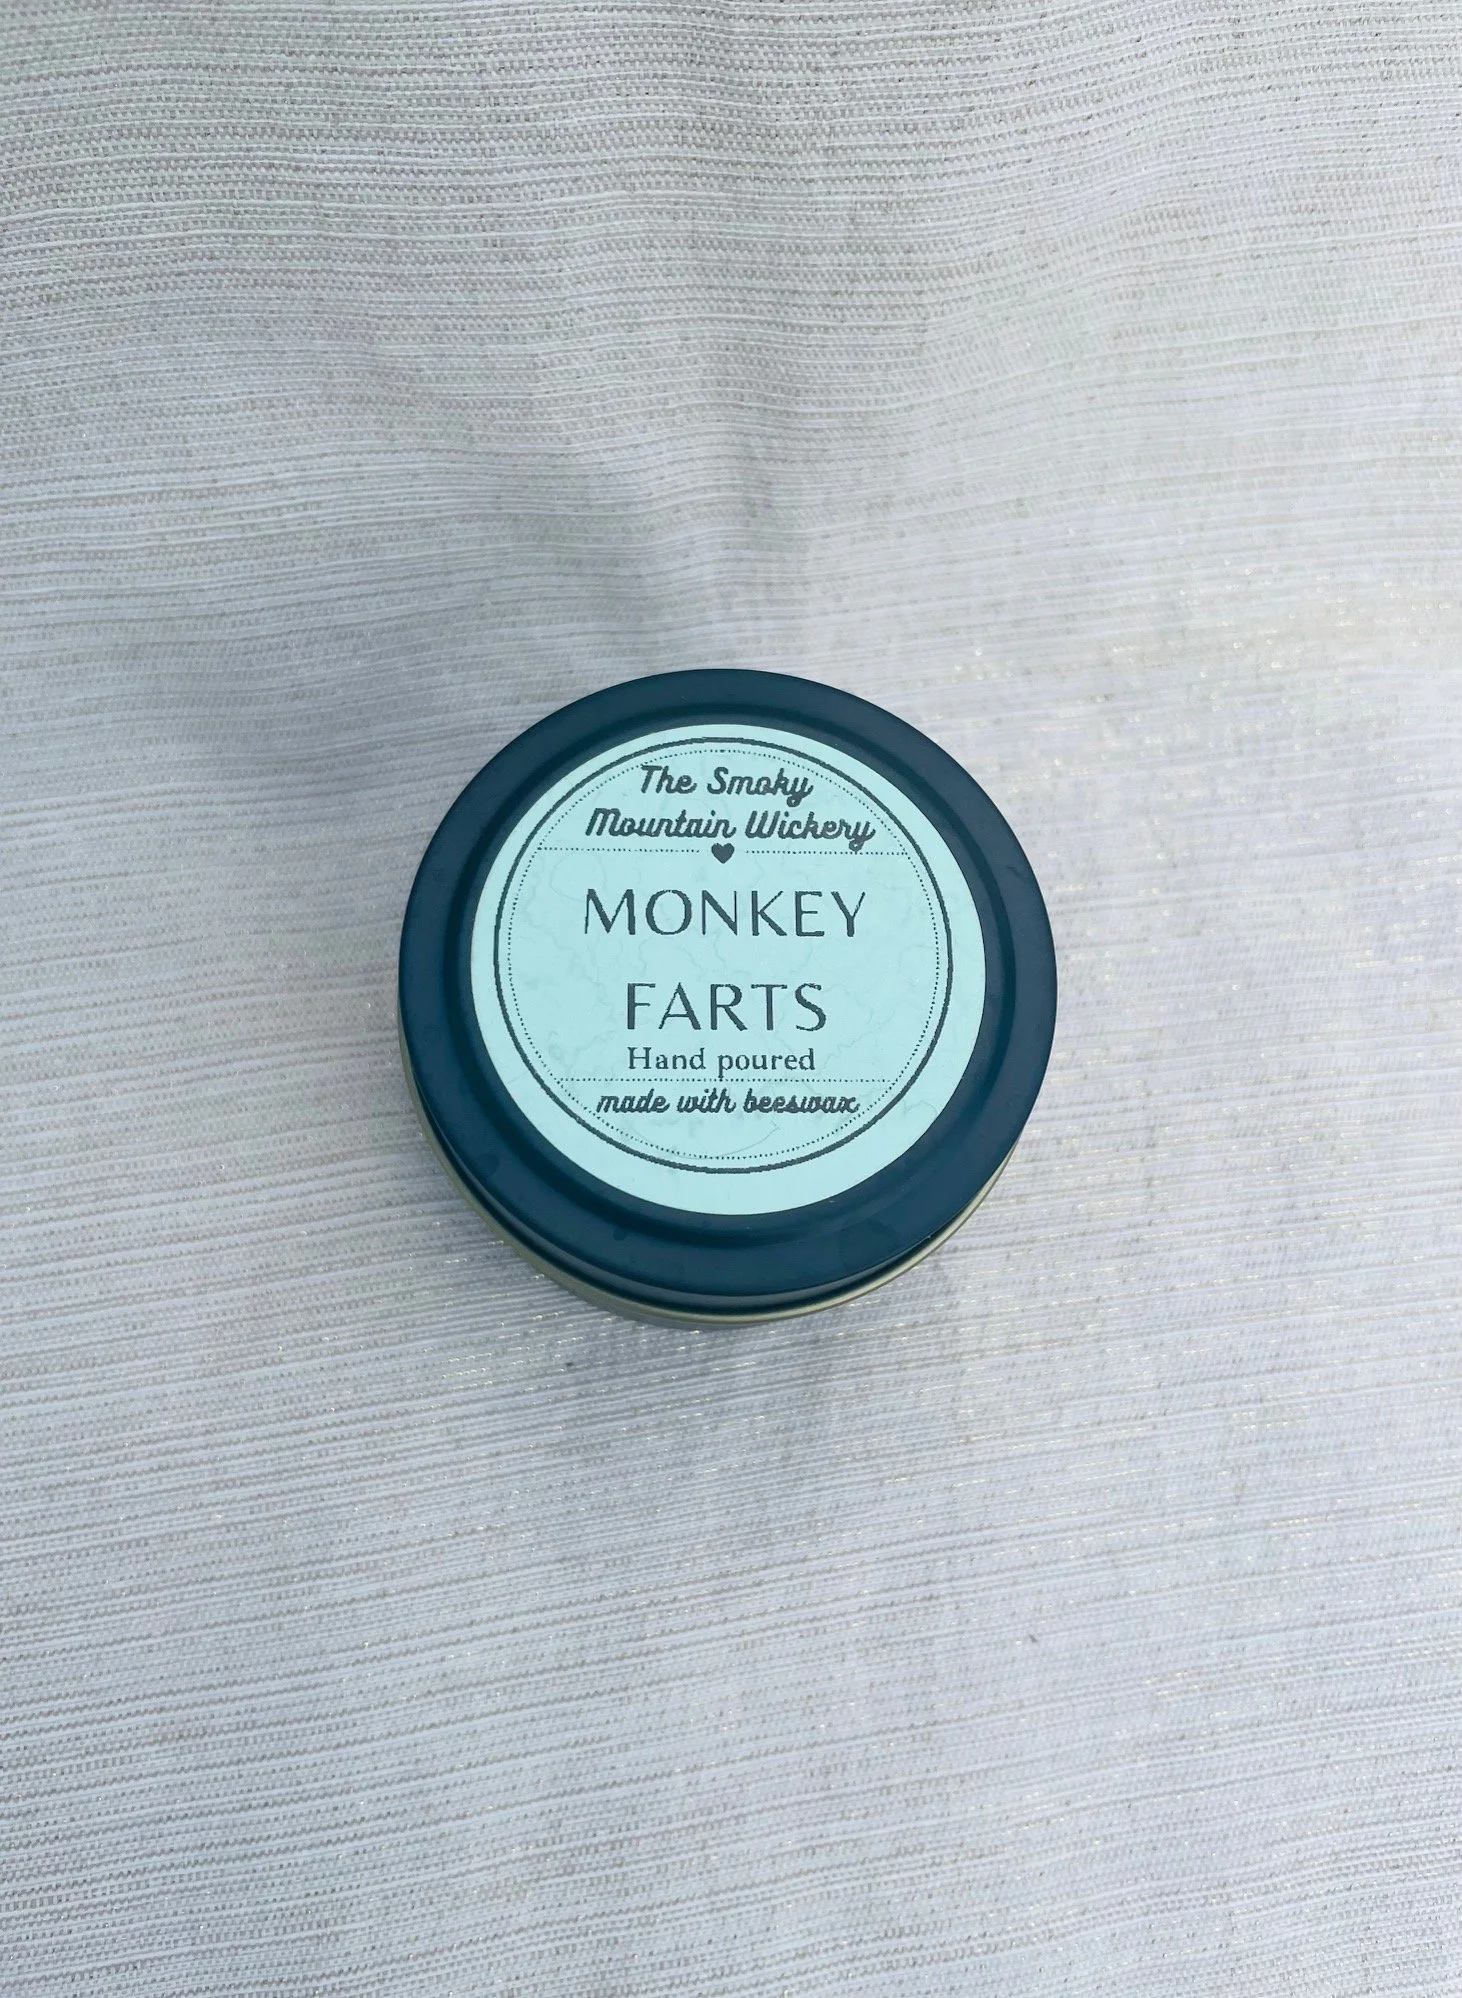 The Smoky
Mountain Wickery
MONKEY
FARTS
Hand poured
made with beeswax